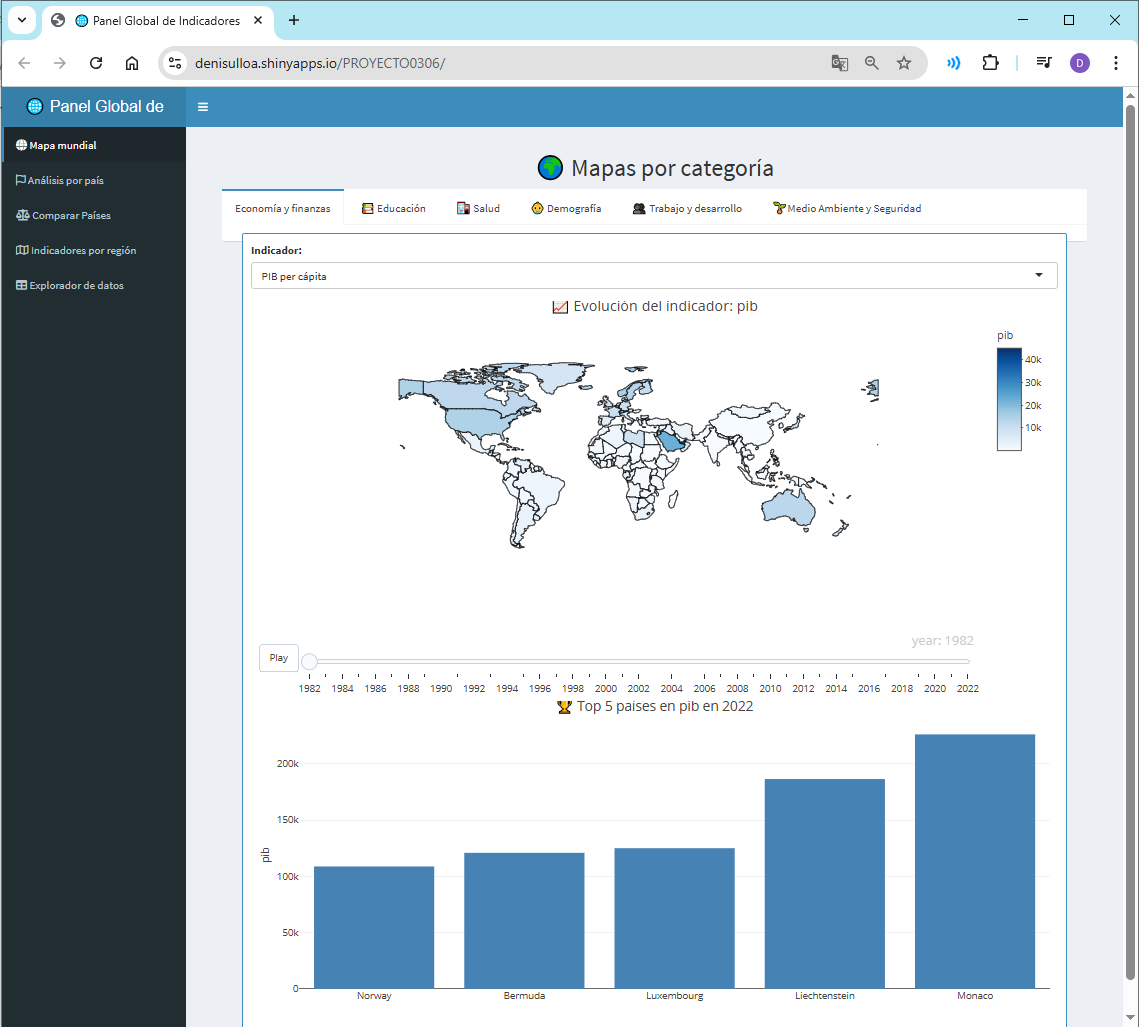 Panel Global de Indicadores
denisulloa.shinyapps.io/PROYECTO0306/
D
Panel Global de
Mapa mundial
Análisis por país
Comparar Países
Indicadores por región
Explorador de datos
Mapas por categoría
Economía y finanzas Educación Salud Demografía Trabajo y desarrollo Medio Ambiente y Seguridad
Indicador:
PIB per cápita
Evolución del indicador: pib
pib
40k
30k
20k
10k
year: 1982
Play
1982 1984 1986 1988 1990 1992 1994 1996 1998 2000 2002 2004 2006 2008 2010 2012 2014 2016 2018 2020 2022
Top 5 países en pib en 2022
200k
150k
100k
50k
0
pib
Norway Bermuda Luxembourg Liechtenstein Monaco